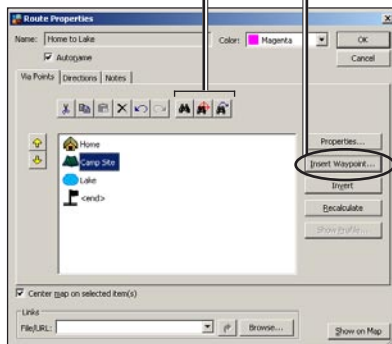 Route Properties
Name: Home to Lake Color: Magenta OK
Autoname Cancel
Via Points Directions Notes
Home
Camp Site
Lake
<end>
Properties...
Insert Waypoint...
Invert
Recalculate
Show Profile...
Center map on selected item(s)
Links
File/URL: Browse... Show on Map